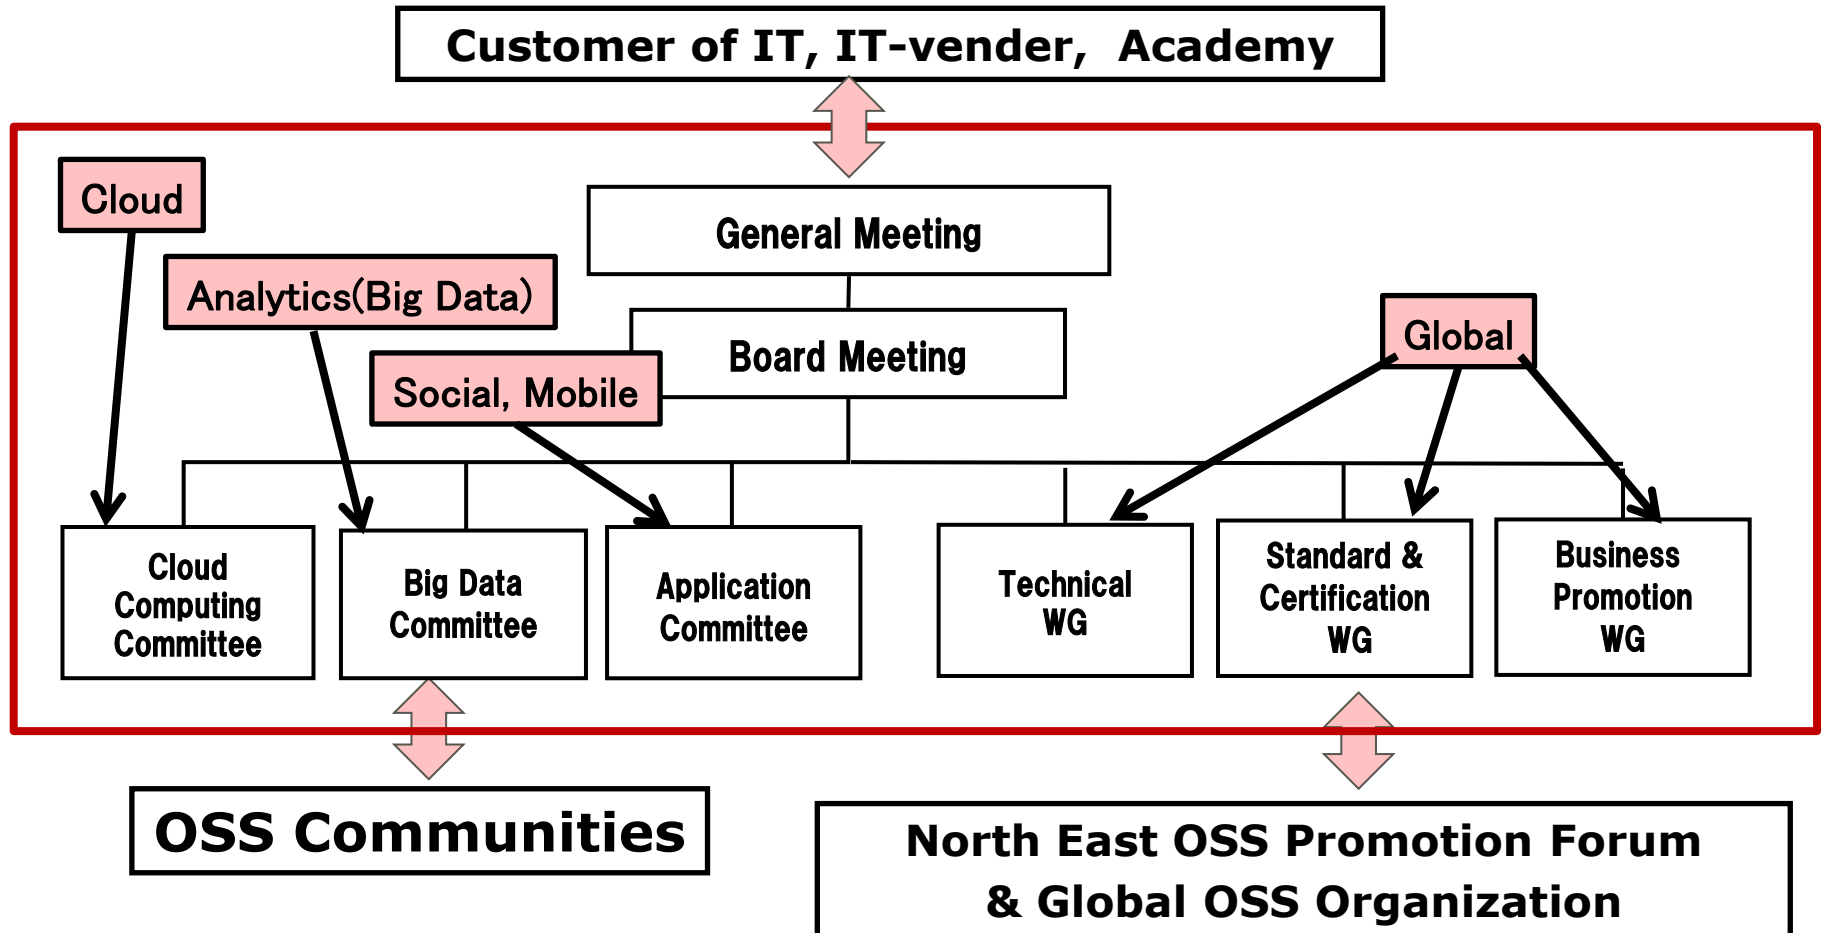 Customer of IT, IT-vender, Academy
Cloud
General Meeting
Analytics(Big Data)
Global
Board Meeting
Social, Mobile
Cloud
Computing
Committee
Big Data
Committee
Application
Committee
Technical
WG
Standard &
Certification
WG
Business
Promotion
WG
OSS Communities
North East OSS Promotion Forum
& Global OSS Organization